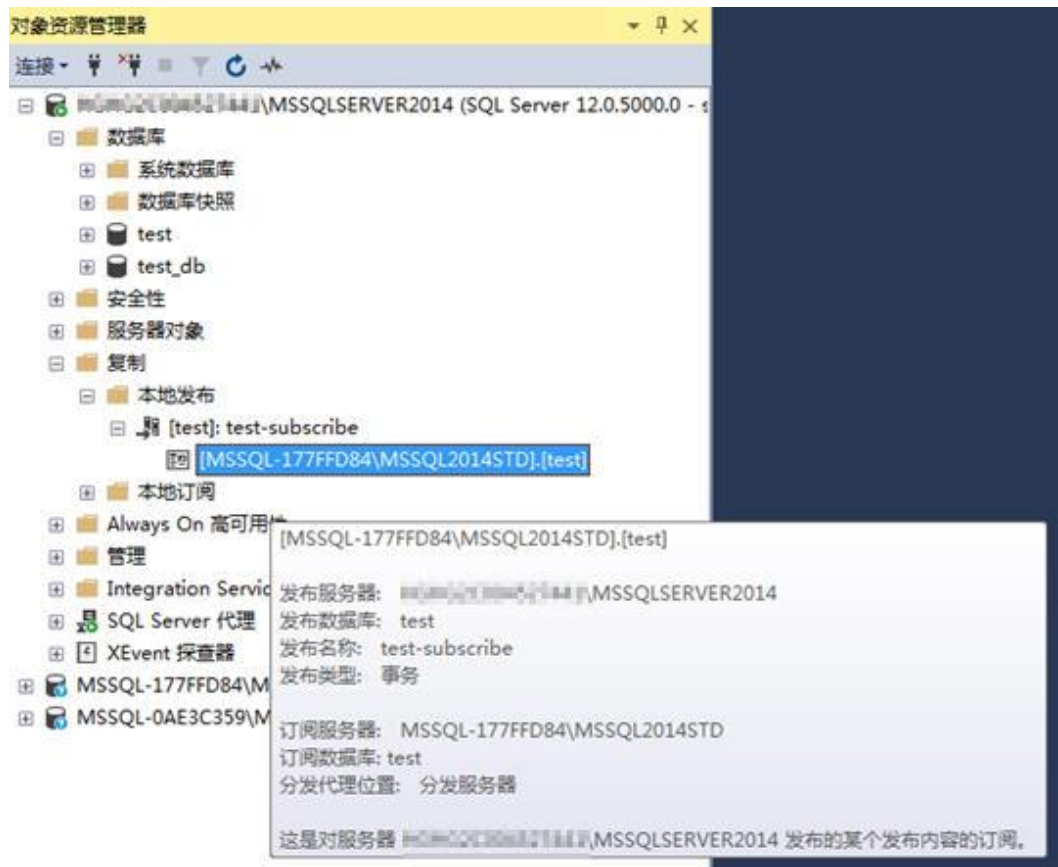 对象资源管理器
连接
\MSSQLSERVER2014 (SQL Server 12.0.5000.0 - s
数据库
系统数据库
数据库快照
test
test_db
安全性
服务器对象
复制
本地发布
[test]: test-subscribe
[MSSQL-177FFD84\MSSQL2014STD].[test]
本地订阅
Always On 高可用性
管理
Integration Servic
SQL Server 代理
XEvent 探查器
MSSQL-177FFD84\M
MSSQL-0AE3C359\M
[MSSQL-177FFD84\MSSQL2014STD].[test]
发布服务器: \MSSQLSERVER2014
发布数据库: test
发布名称: test-subscribe
发布类型: 事务
订阅服务器: MSSQL-177FFD84\MSSQL2014STD
订阅数据库: test
分发代理位置: 分发服务器
这是对服务器 \MSSQLSERVER2014 发布的某个发布内容的订阅。